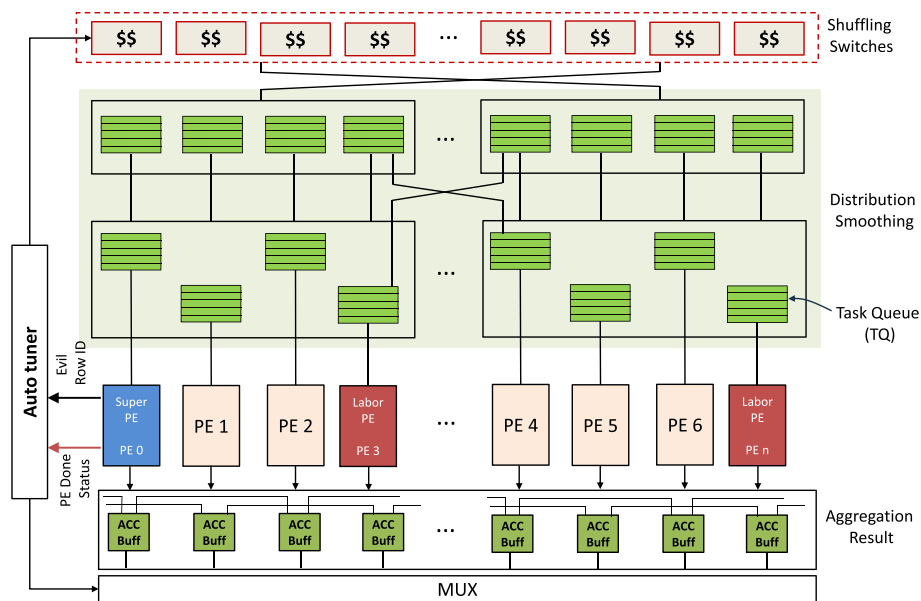 $$ $$ $$ $$ ... $$ $$ $$ $$
Shuffling
Switches
...
Distribution
Smoothing
...
Task Queue
(TQ)
Auto tuner
Evil
Row ID
PE Done
Status
Super
PE
PE 0
PE 1
PE 2
Labor
PE
PE 3
...
PE 4
PE 5
PE 6
Labor
PE
PE n
ACC
Buff
ACC
Buff
ACC
Buff
ACC
Buff
...
ACC
Buff
ACC
Buff
ACC
Buff
ACC
Buff
Aggregation
Result
MUX